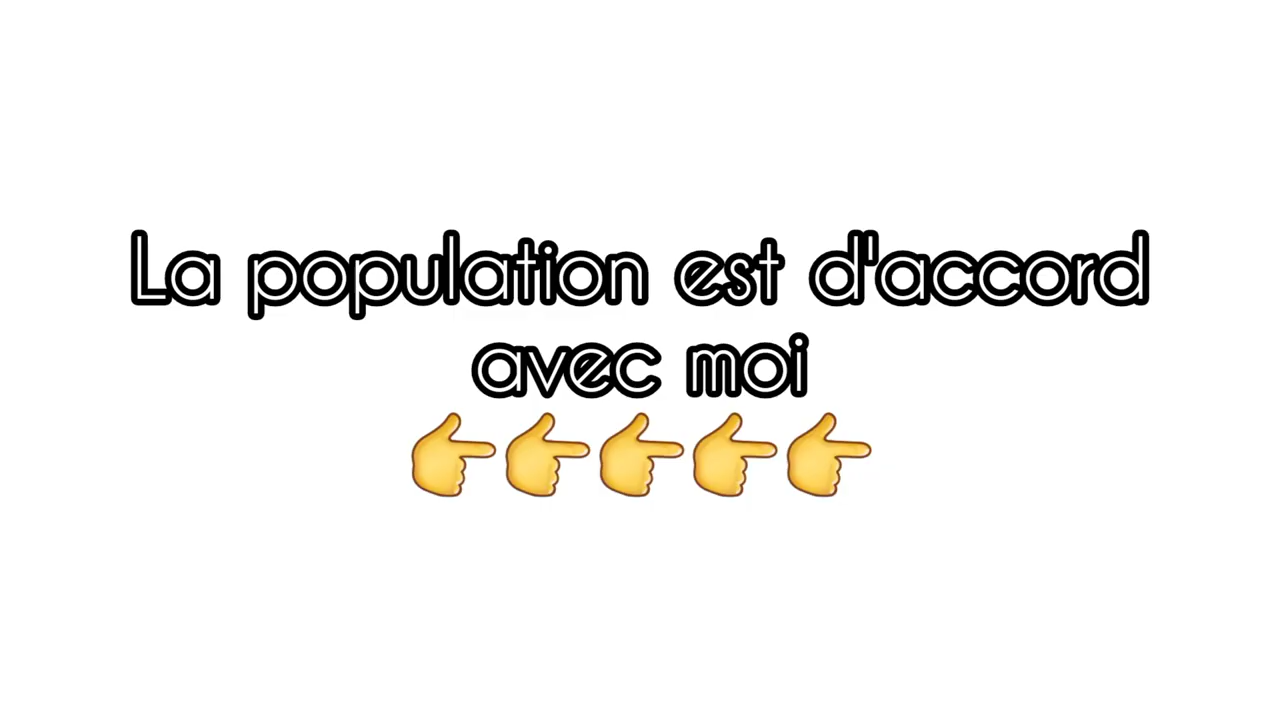 La population est d'accord
avec moi
👉👉👉👉👉